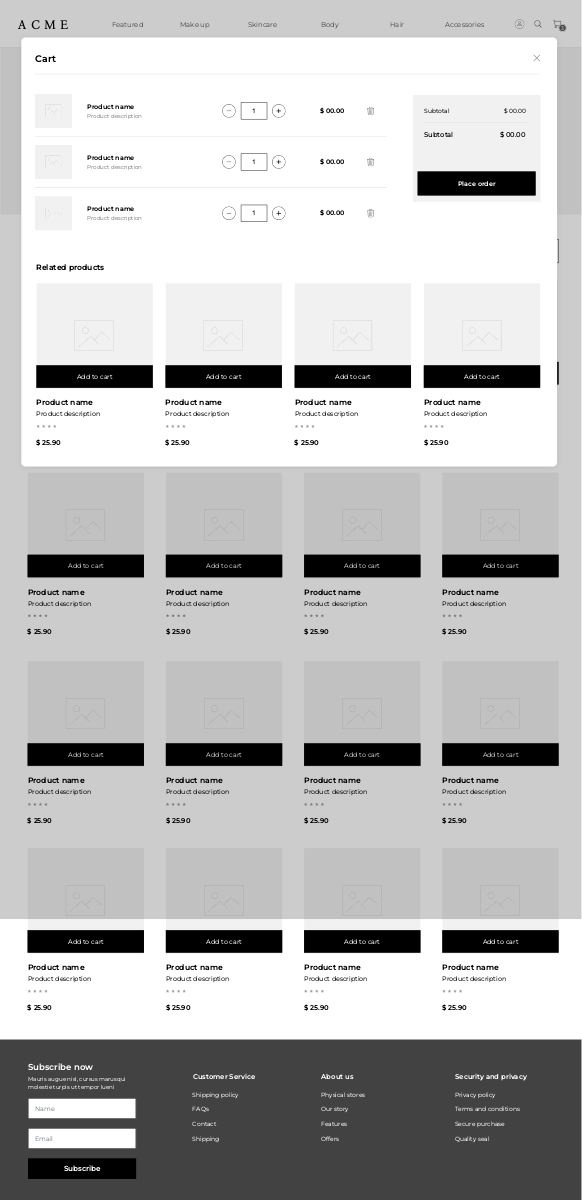 ACME
Featured
Make up
Skincare
Body
Hair
Accessories
Cart
Product name
Product description
1
$ 00.00
Product name
Product description
1
$ 00.00
Product name
Product description
1
$ 00.00
Subtotal $ 00.00
Subtotal $ 00.00
Place order
Related products
Add to cart Add to cart Add to cart Add to cart
Product name Product name Product name Product name
Product description Product description Product description Product description
$ 25.90 $ 25.90 $ 25.90 $ 25.90
Add to cart Add to cart Add to cart Add to cart
Product name Product name Product name Product name
Product description Product description Product description Product description
$ 25.90 $ 25.90 $ 25.90 $ 25.90
Add to cart Add to cart Add to cart Add to cart
Product name Product name Product name Product name
Product description Product description Product description Product description
$ 25.90 $ 25.90 $ 25.90 $ 25.90
Add to cart Add to cart Add to cart Add to cart
Product name Product name Product name Product name
Product description Product description Product description Product description
$ 25.90 $ 25.90 $ 25.90 $ 25.90
Subscribe now
Mauris augue nisl, cursus marusqui
molestie turpis ut tempor lueni
Name
Email
Subscribe
Customer Service
Shipping policy
FAQs
Contact
Shipping
About us
Physical stores
Our story
Features
Offers
Security and privacy
Privacy policy
Terms and conditions
Secure purchase
Quality seal